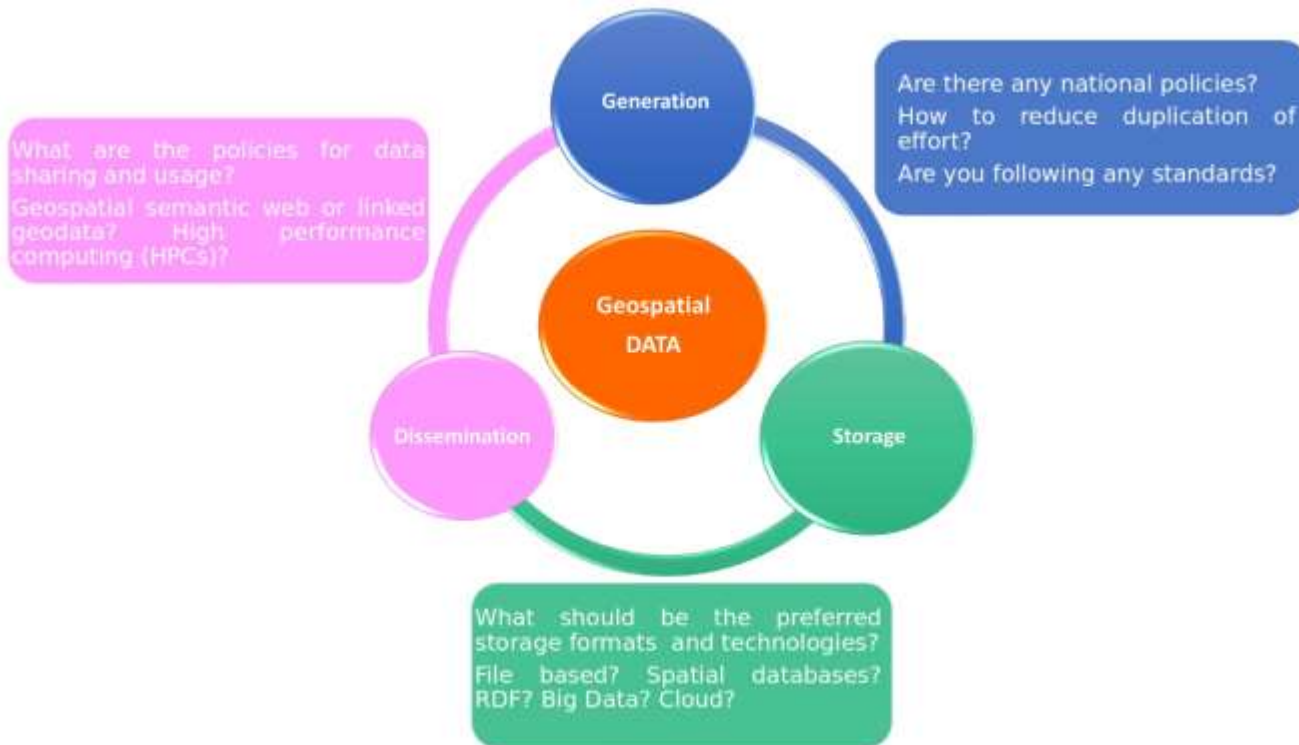 Generation
Are there any national policies?
How to reduce duplication of
effort?
Are you following any standards?
What are the policies for data
sharing and usage?
Geospatial semantic web or linked
geodata? High performance
computing (HPCs)?
Geospatial
DATA
Dissemination
Storage
What should be the preferred
storage formats and technologies?
File based? Spatial databases?
RDF? Big Data? Cloud?